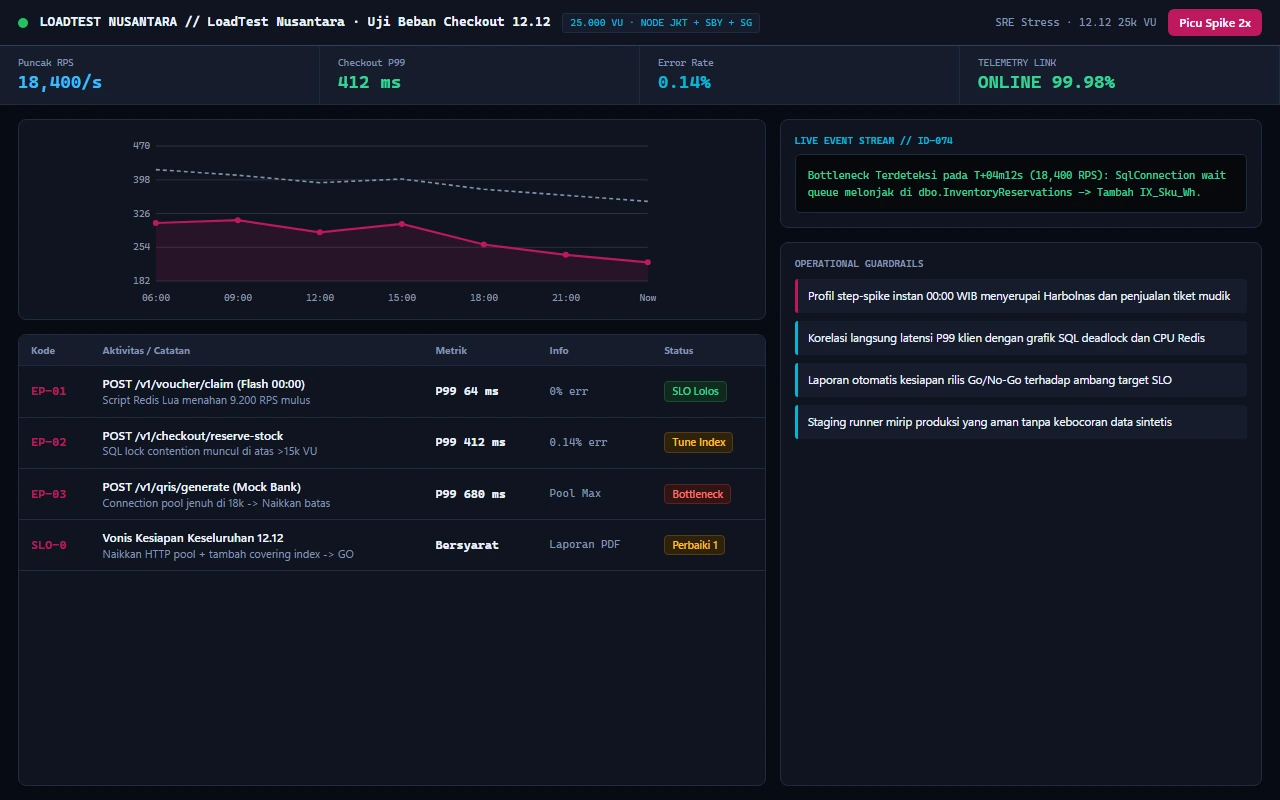 LOADTEST NUSANTARA // LoadTest Nusantara · Uji Beban Checkout 12.12
25.000 VU · NODE JKT + SBY + SG
SRE Stress · 12.12 25k VU
Picu Spike 2x
Puncak RPS
18,400/s
Checkout P99
412 ms
Error Rate
0.14%
TELEMETRY LINK
ONLINE 99.98%
470
398
326
254
182
06:00 09:00 12:00 15:00 18:00 21:00 Now
LIVE EVENT STREAM // ID-074
Bottleneck Terdeteksi pada T+04m12s (18,400 RPS): SqlConnection wait
queue melonjak di dbo.InventoryReservations -> Tambah IX_Sku_Wh.
OPERATIONAL GUARDRAILS
Profil step-spike instan 00:00 WIB menyerupai Harbolnas dan penjualan tiket mudik
Korelasi langsung latensi P99 klien dengan grafik SQL deadlock dan CPU Redis
Laporan otomatis kesiapan rilis Go/No-Go terhadap ambang target SLO
Staging runner mirip produksi yang aman tanpa kebocoran data sintetis
Kode Aktivitas / Catatan Metrik Info Status
EP-01 POST /v1/voucher/claim (Flash 00:00) P99 64 ms 0% err SLO Lolos
Script Redis Lua menahan 9.200 RPS mulus
EP-02 POST /v1/checkout/reserve-stock P99 412 ms 0.14% err Tune Index
SQL lock contention muncul di atas >15k VU
EP-03 POST /v1/qris/generate (Mock Bank) P99 680 ms Pool Max Bottleneck
Connection pool jenuh di 18k -> Naikkan batas
SLO-0 Vonis Kesiapan Keseluruhan 12.12 Bersyarat Laporan PDF Perbaiki 1
Naikkan HTTP pool + tambah covering index -> GO